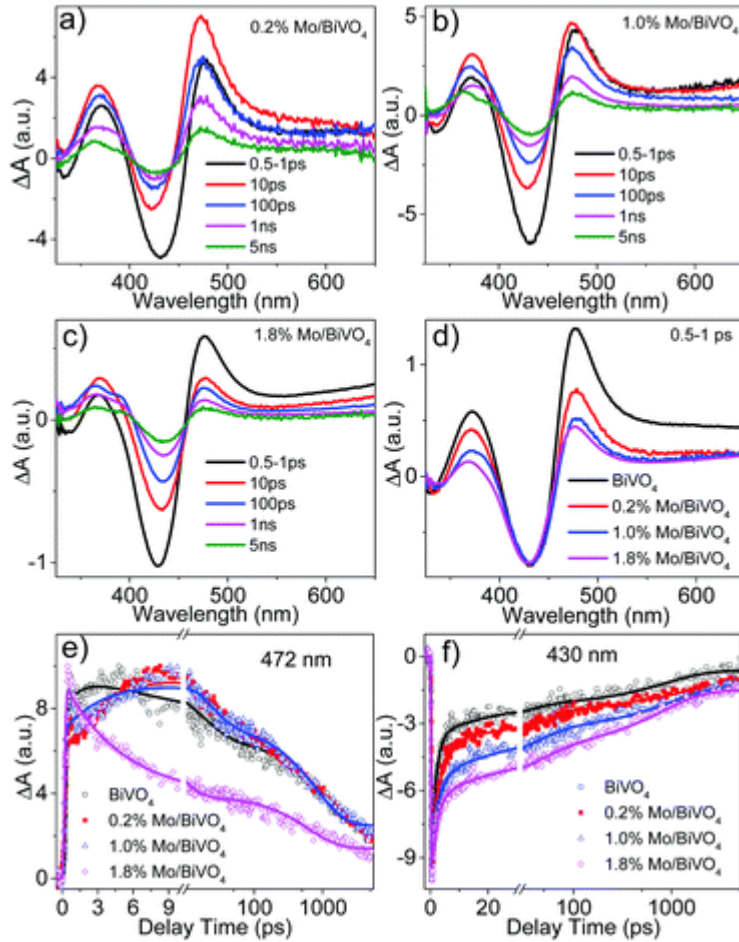 a)
0.2% Mo/BiVO₄
4
0
-4
ΔA (a.u.)
0.5-1ps
10ps
100ps
1ns
5ns
400 500 600
Wavelength (nm)
b)
1.0% Mo/BiVO₄
5
0
-5
ΔA (a.u.)
0.5-1ps
10ps
100ps
1ns
5ns
400 500 600
Wavelength (nm)
c)
1.8% Mo/BiVO₄
0
-1
ΔA (a.u.)
0.5-1ps
10ps
100ps
1ns
5ns
400 500 600
Wavelength (nm)
d)
0.5-1 ps
1
0
ΔA (a.u.)
BiVO₄
0.2% Mo/BiVO₄
1.0% Mo/BiVO₄
1.8% Mo/BiVO₄
400 500 600
Wavelength (nm)
e)
472 nm
8
4
0
ΔA (a.u.)
BiVO₄
0.2% Mo/BiVO₄
1.0% Mo/BiVO₄
1.8% Mo/BiVO₄
0 3 6 9 100 1000
Delay Time (ps)
f)
430 nm
0
-3
-6
-9
ΔA (a.u.)
BiVO₄
0.2% Mo/BiVO₄
1.0% Mo/BiVO₄
1.8% Mo/BiVO₄
0 20 100 1000
Delay Time (ps)